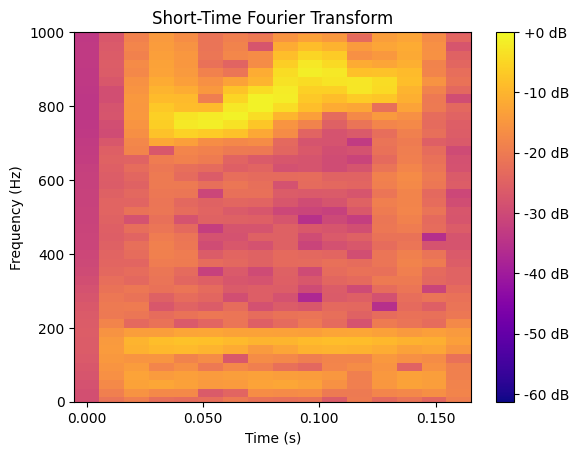 Short-Time Fourier Transform
Frequency (Hz)
1000
800
600
400
200
0
0.000
0.050
0.100
0.150
Time (s)
+0 dB
-10 dB
-20 dB
-30 dB
-40 dB
-50 dB
-60 dB